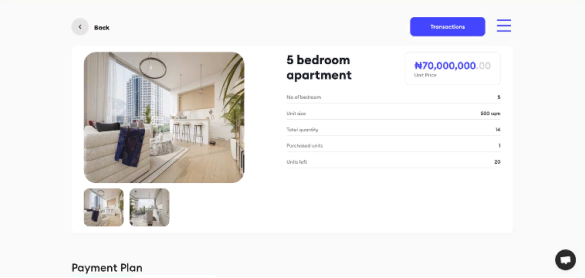 Back
Transactions
5 bedroom
apartment
₦70,000,000.00
Unit Price
No of bedroom 5
Unit size 500 sqm
Total quantity 14
Purchased units 1
Units left 20
Payment Plan